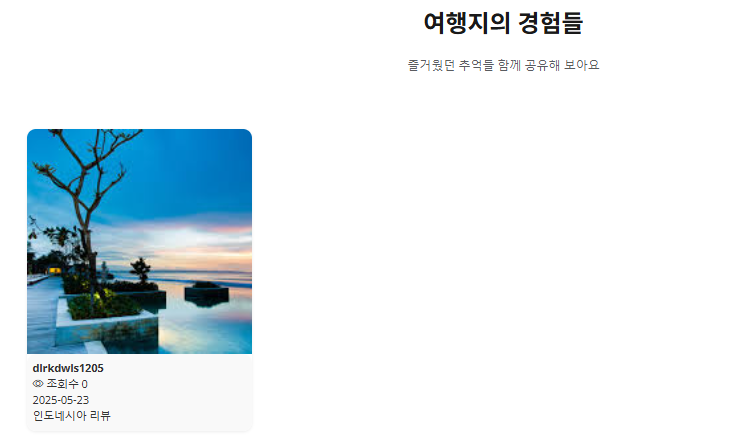 여행지의 경험들
즐거웠던 추억들 함께 공유해 보아요
dlrkdwls1205
조회수 0
2025-05-23
인도네시아 리뷰